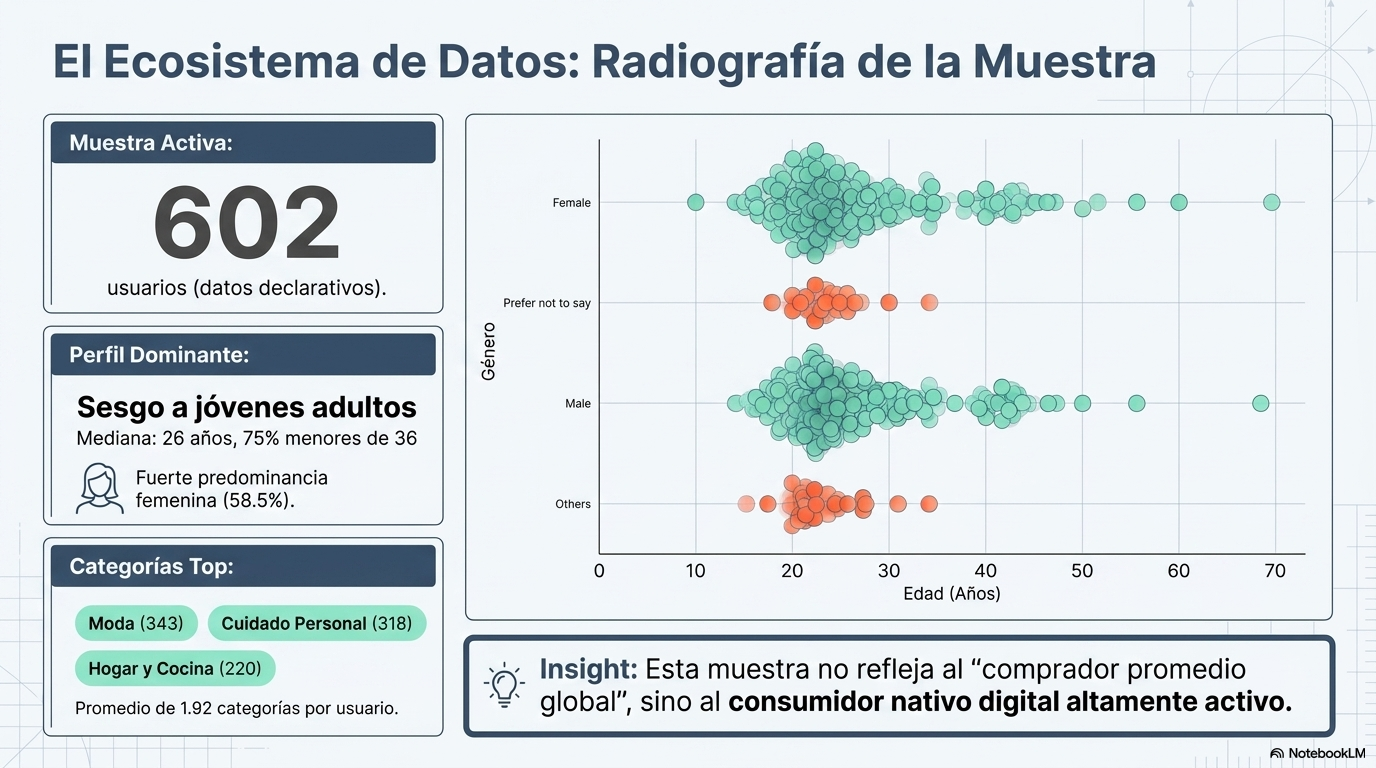 El Ecosistema de Datos: Radiografía de la Muestra
Muestra Activa:
602
usuarios (datos declarativos).
Perfil Dominante:
Sesgo a jóvenes adultos
Mediana: 26 años, 75% menores de 36
Fuerte predominancia
femenina (58.5%).
Categorías Top:
Moda (343)
Cuidado Personal (318)
Hogar y Cocina (220)
Promedio de 1.92 categorías por usuario.
Género
Female
Prefer not to say
Male
Others
0 10 20 30 40 50 60 70
Edad (Años)
Insight: Esta muestra no refleja al “comprador promedio
global”, sino al consumidor nativo digital altamente activo.
NotebookLM